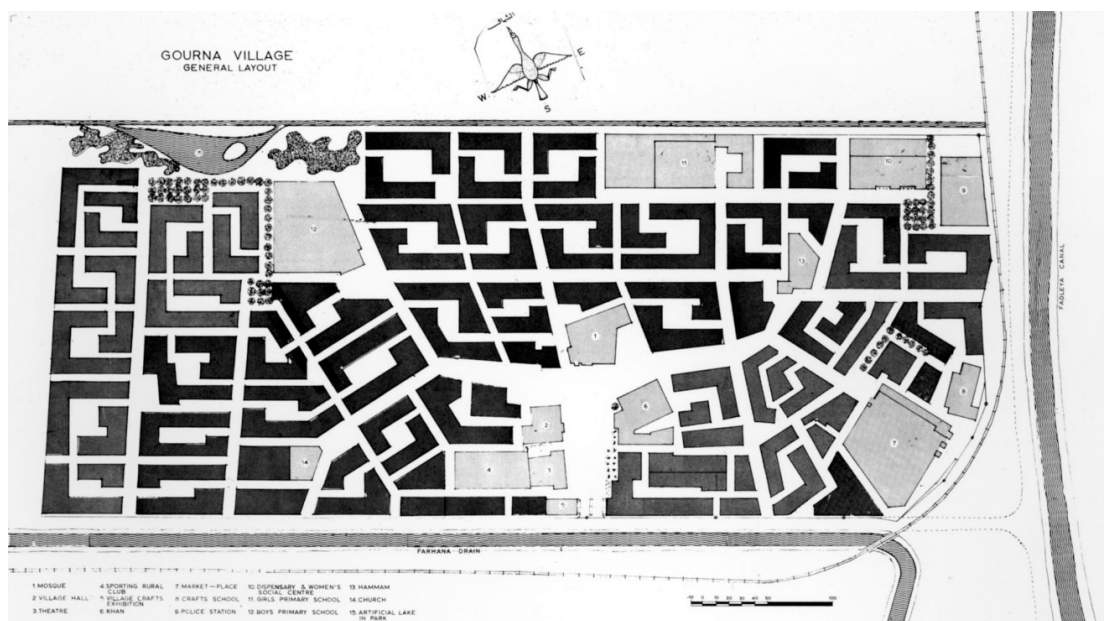 GOURNA VILLAGE
GENERAL LAYOUT
E
W
S
15
11
10
9
12
13
1
8
6
2
7
14
4
3
5
FADLEYA CANAL
FARHANA DRAIN
1 MOSQUE
2 VILLAGE HALL
3 THEATRE
4 SPORTING RURAL
CLUB
5 VILLAGE CRAFTS
EXHIBITION
6 KHAN
7 MARKET-PLACE
8 CRAFTS SCHOOL
9 POLICE STATION
10 DISPENSARY & WOMEN'S
SOCIAL CENTRE
11 GIRLS PRIMARY SCHOOL
12 BOYS PRIMARY SCHOOL
13 HAMMAM
14 CHURCH
15 ARTIFICIAL LAKE
IN PARK